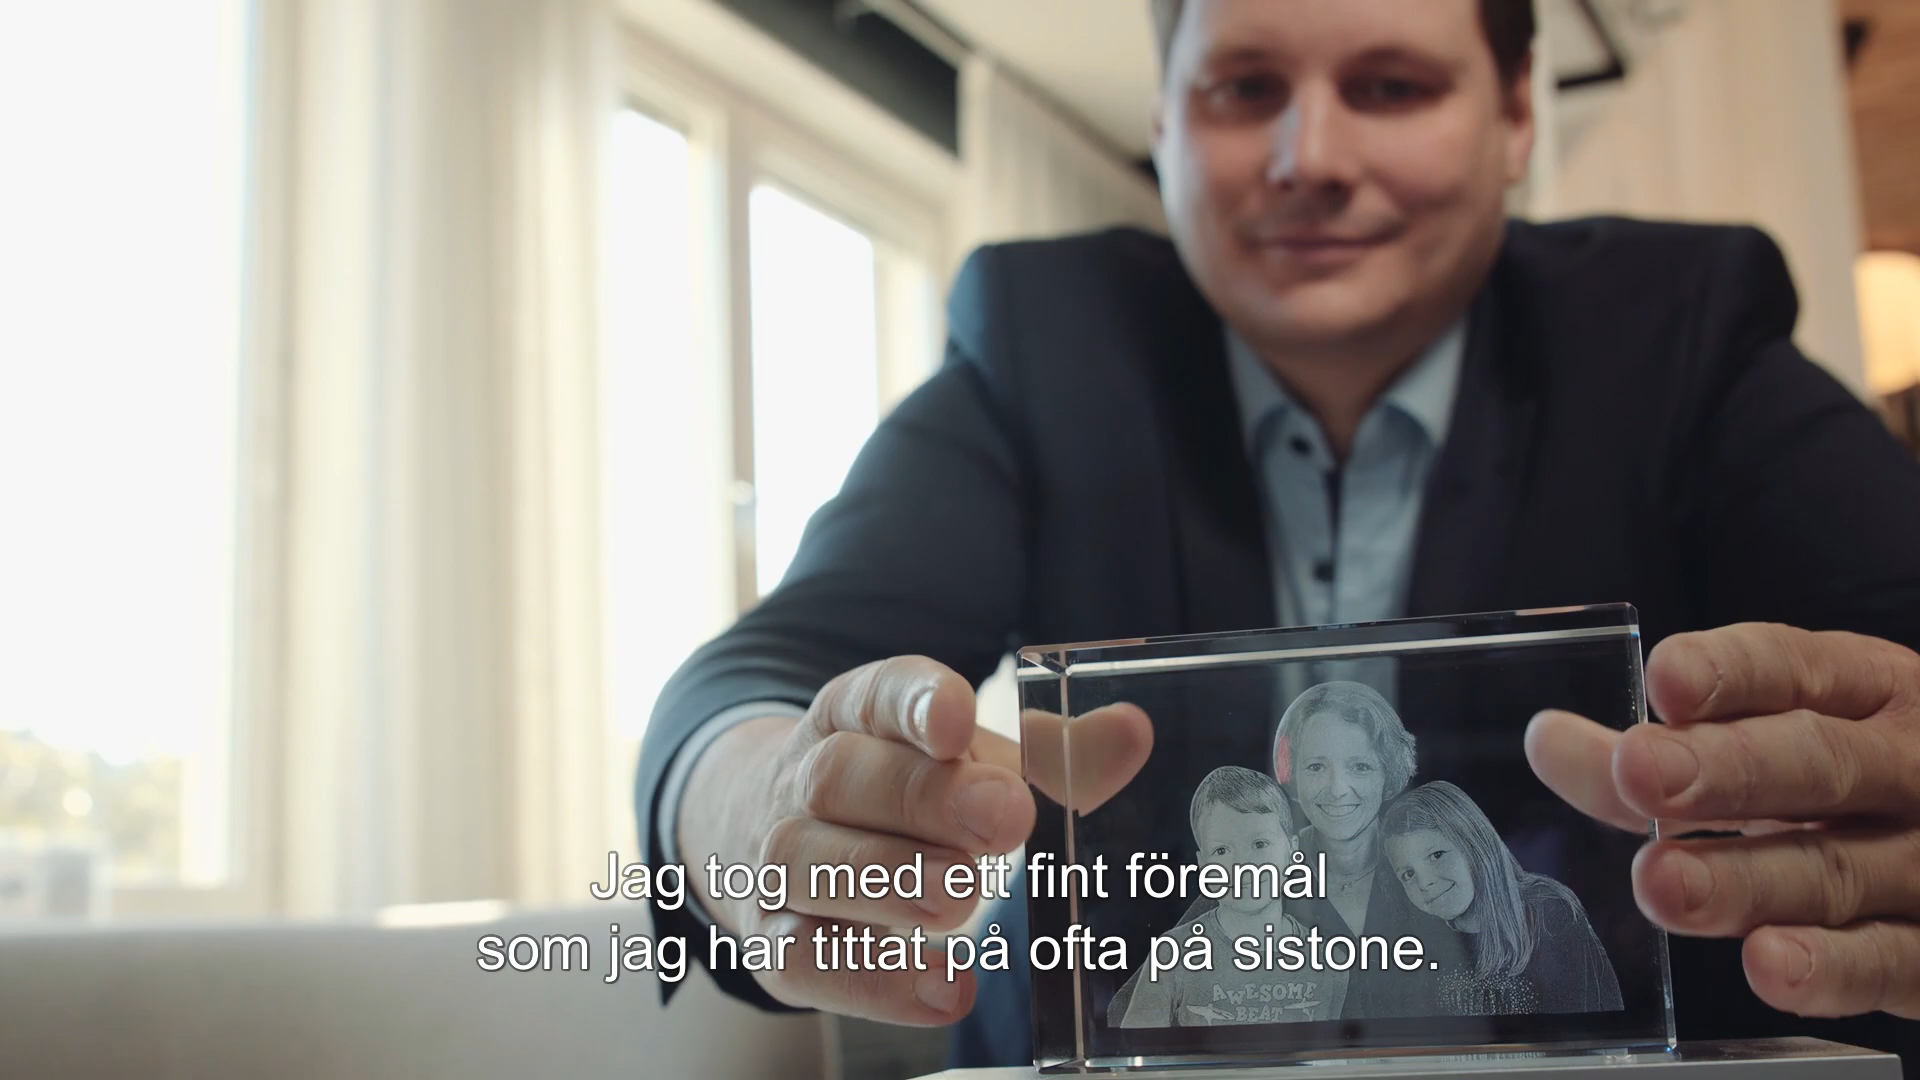 Jag tog med ett fint föremål
som jag har tittat på ofta på sistone.
AWESOME
BEAT